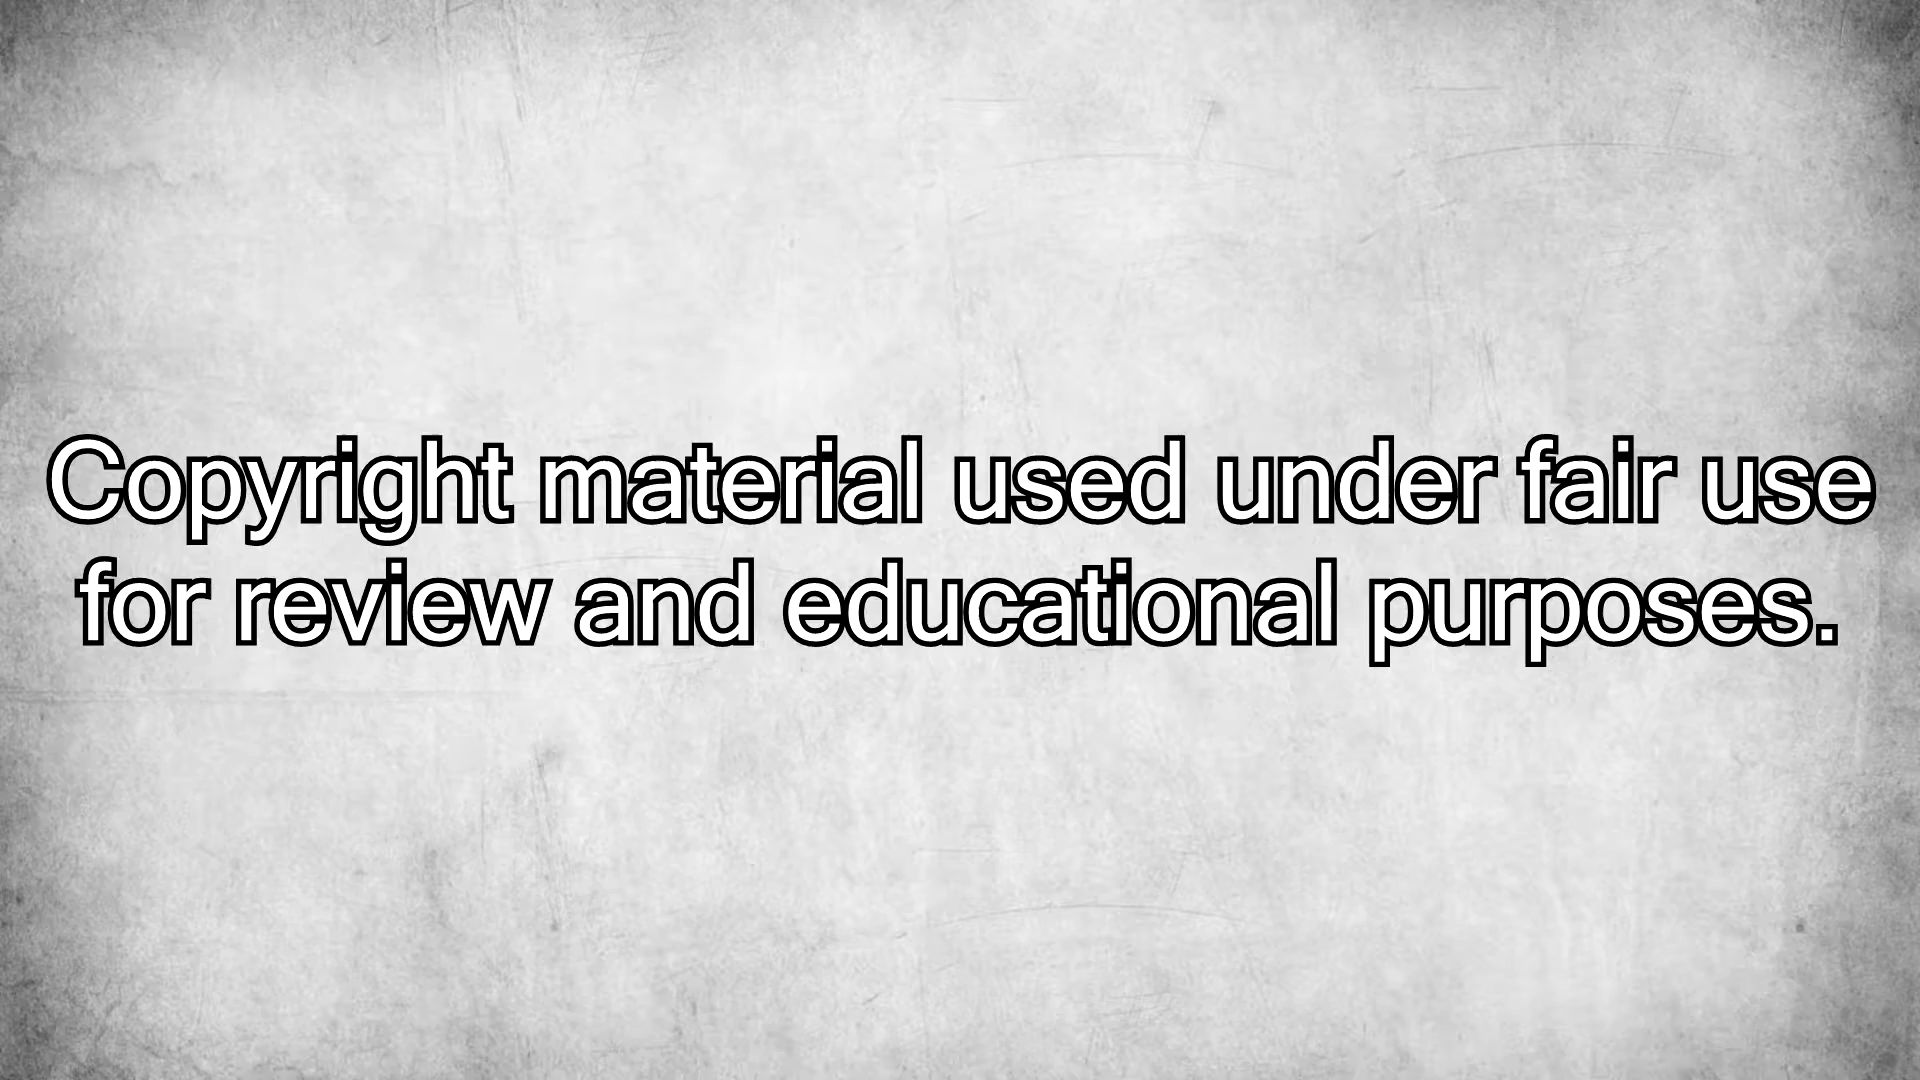 Copyright material used under fair use
for review and educational purposes.